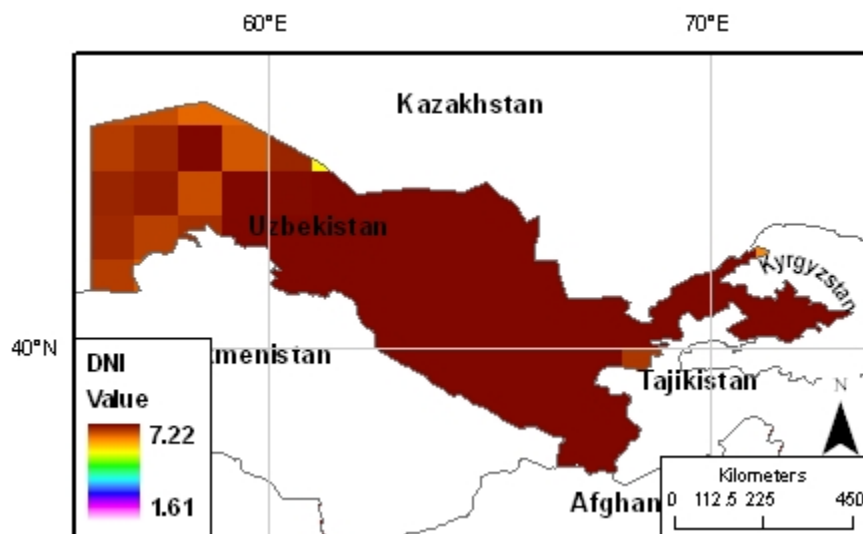 60°E 70°E
Kazakhstan
Uzbekistan
Kyrgyzstan
40°N
menistan
Tajikistan
N
DNI
Value
7.22
1.61
Afghan
Kilometers
0 112.5 225 450